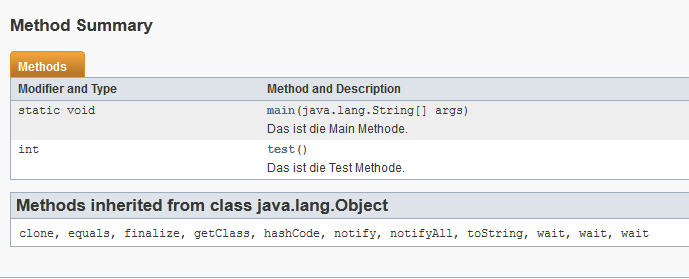 Method Summary
Methods
Modifier and Type Method and Description
static void main(java.lang.String[] args)
Das ist die Main Methode.
int test()
Das ist die Test Methode.
Methods inherited from class java.lang.Object
clone, equals, finalize, getClass, hashCode, notify, notifyAll, toString, wait, wait, wait